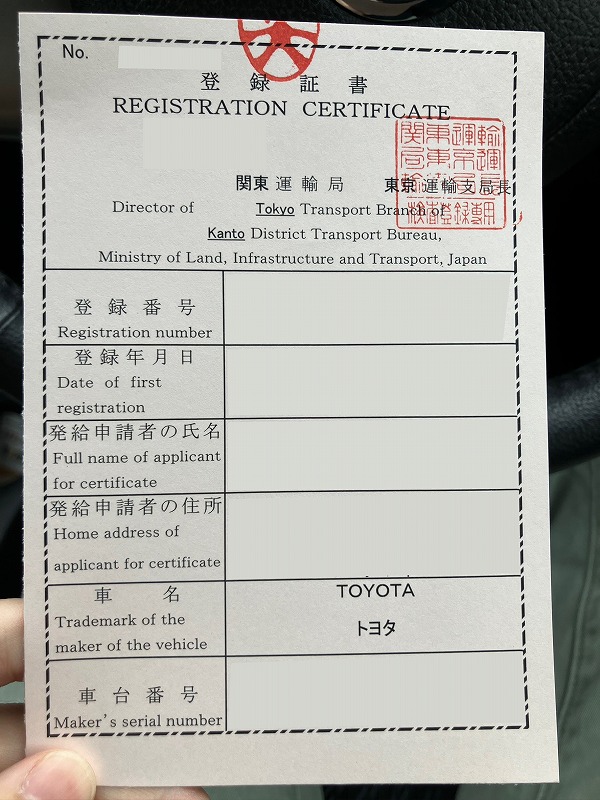 No.
登録証書
REGISTRATION CERTIFICATE
関東運輸局 東京運輸支局長
Director of Tokyo Transport Branch of
Kanto District Transport Bureau,
Ministry of Land, Infrastructure and Transport, Japan
登録番号
Registration number
登録年月日
Date of first
registration
発給申請者の氏名
Full name of applicant
for certificate
発給申請者の住所
Home address of
applicant for certificate
車名
TOYOTA
Trademark of the
maker of the vehicle
トヨタ
車台番号
Maker's serial number